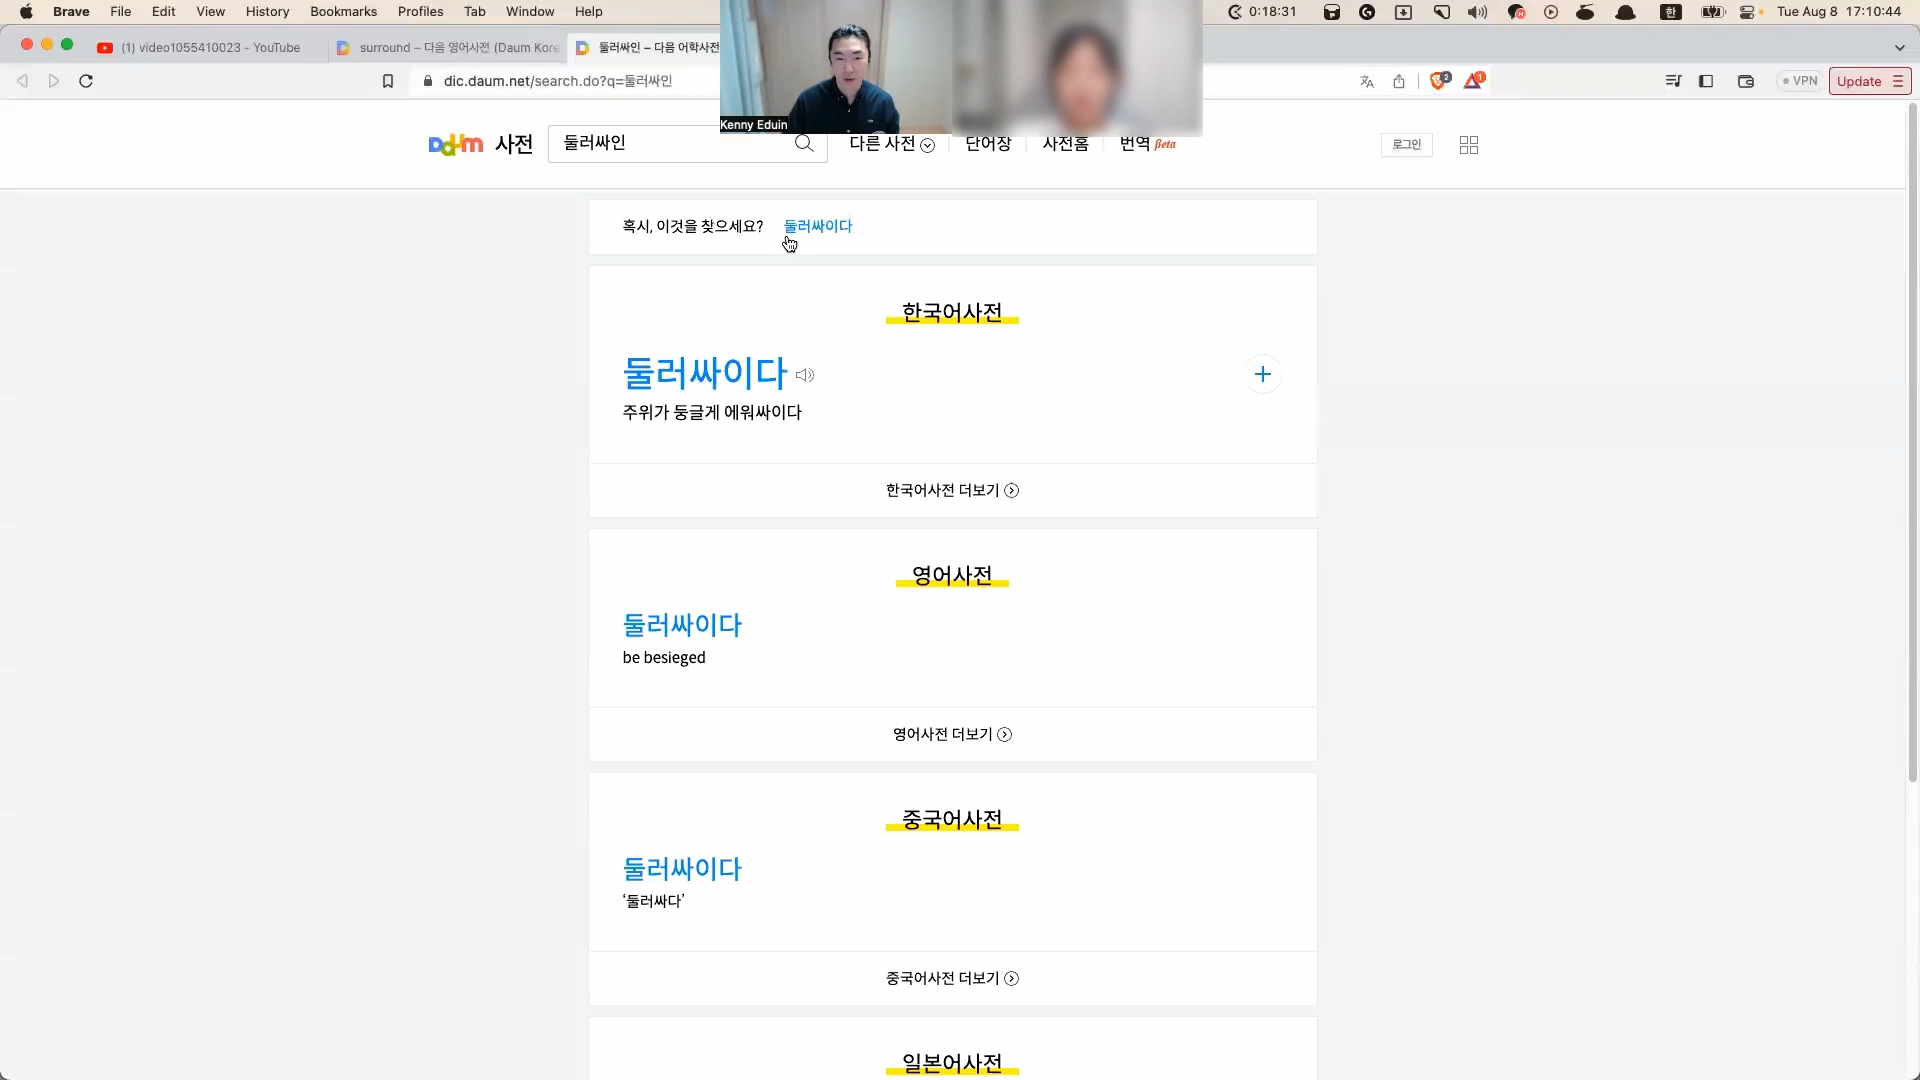 Brave File Edit View History Bookmarks Profiles Tab Window Help 0:18:31 한 Tue Aug 8 17:10:44
(1) video1055410023 - YouTube surround – 다음 영어사전 (Daum Kore 둘러싸인 – 다음 어학사전
dic.daum.net/search.do?q=둘러싸인 2 1 VPN Update
Kenny Eduin
Daum 사전 둘러싸인 다른 사전 단어장 사전홈 번역 βeta 로그인
혹시, 이것을 찾으세요? 둘러싸이다
한국어사전
둘러싸이다
주위가 둥글게 에워싸이다
한국어사전 더보기
영어사전
둘러싸이다
be besieged
영어사전 더보기
중국어사전
둘러싸이다
‘둘러싸다’
중국어사전 더보기
일본어사전